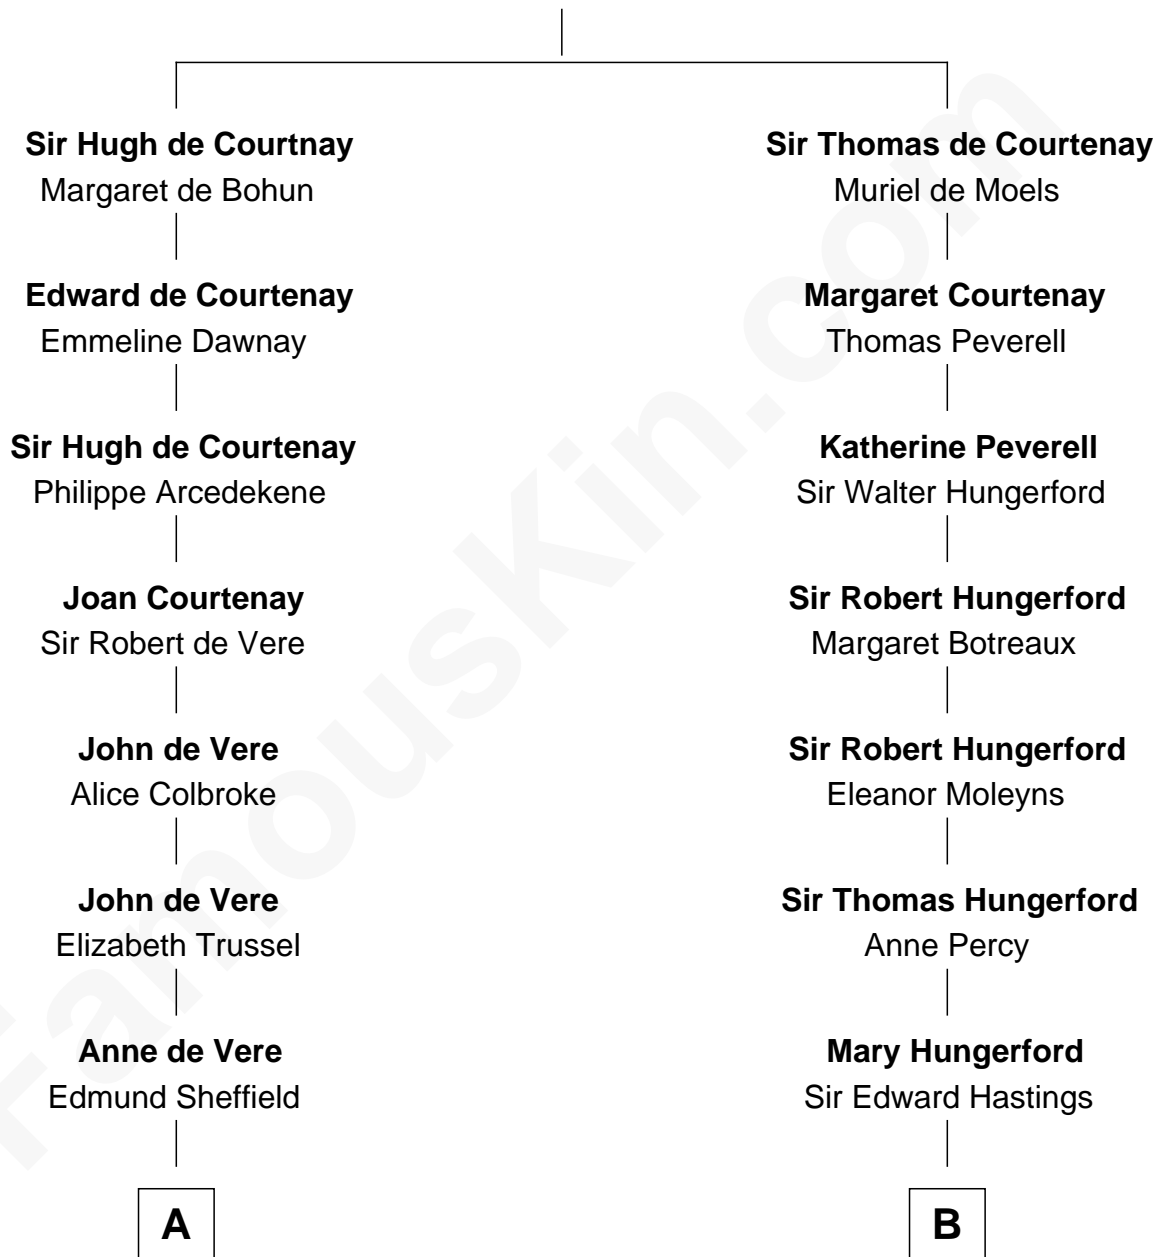 Sir Hugh de Courtnay
Margaret de Bohun
Edward de Courtenay
Emmeline Dawnay
Sir Hugh de Courtenay
Philippe Arcedekene
Joan Courtenay
Sir Robert de Vere
John de Vere
Alice Colbroke
John de Vere
Elizabeth Trussel
Anne de Vere
Edmund Sheffield
A
Sir Thomas de Courtenay
Muriel de Moels
Margaret Courtenay
Thomas Peverell
Katherine Peverell
Sir Walter Hungerford
Sir Robert Hungerford
Margaret Botreaux
Sir Robert Hungerford
Eleanor Moleyns
Sir Thomas Hungerford
Anne Percy
Mary Hungerford
Sir Edward Hastings
B
FamousKin.com